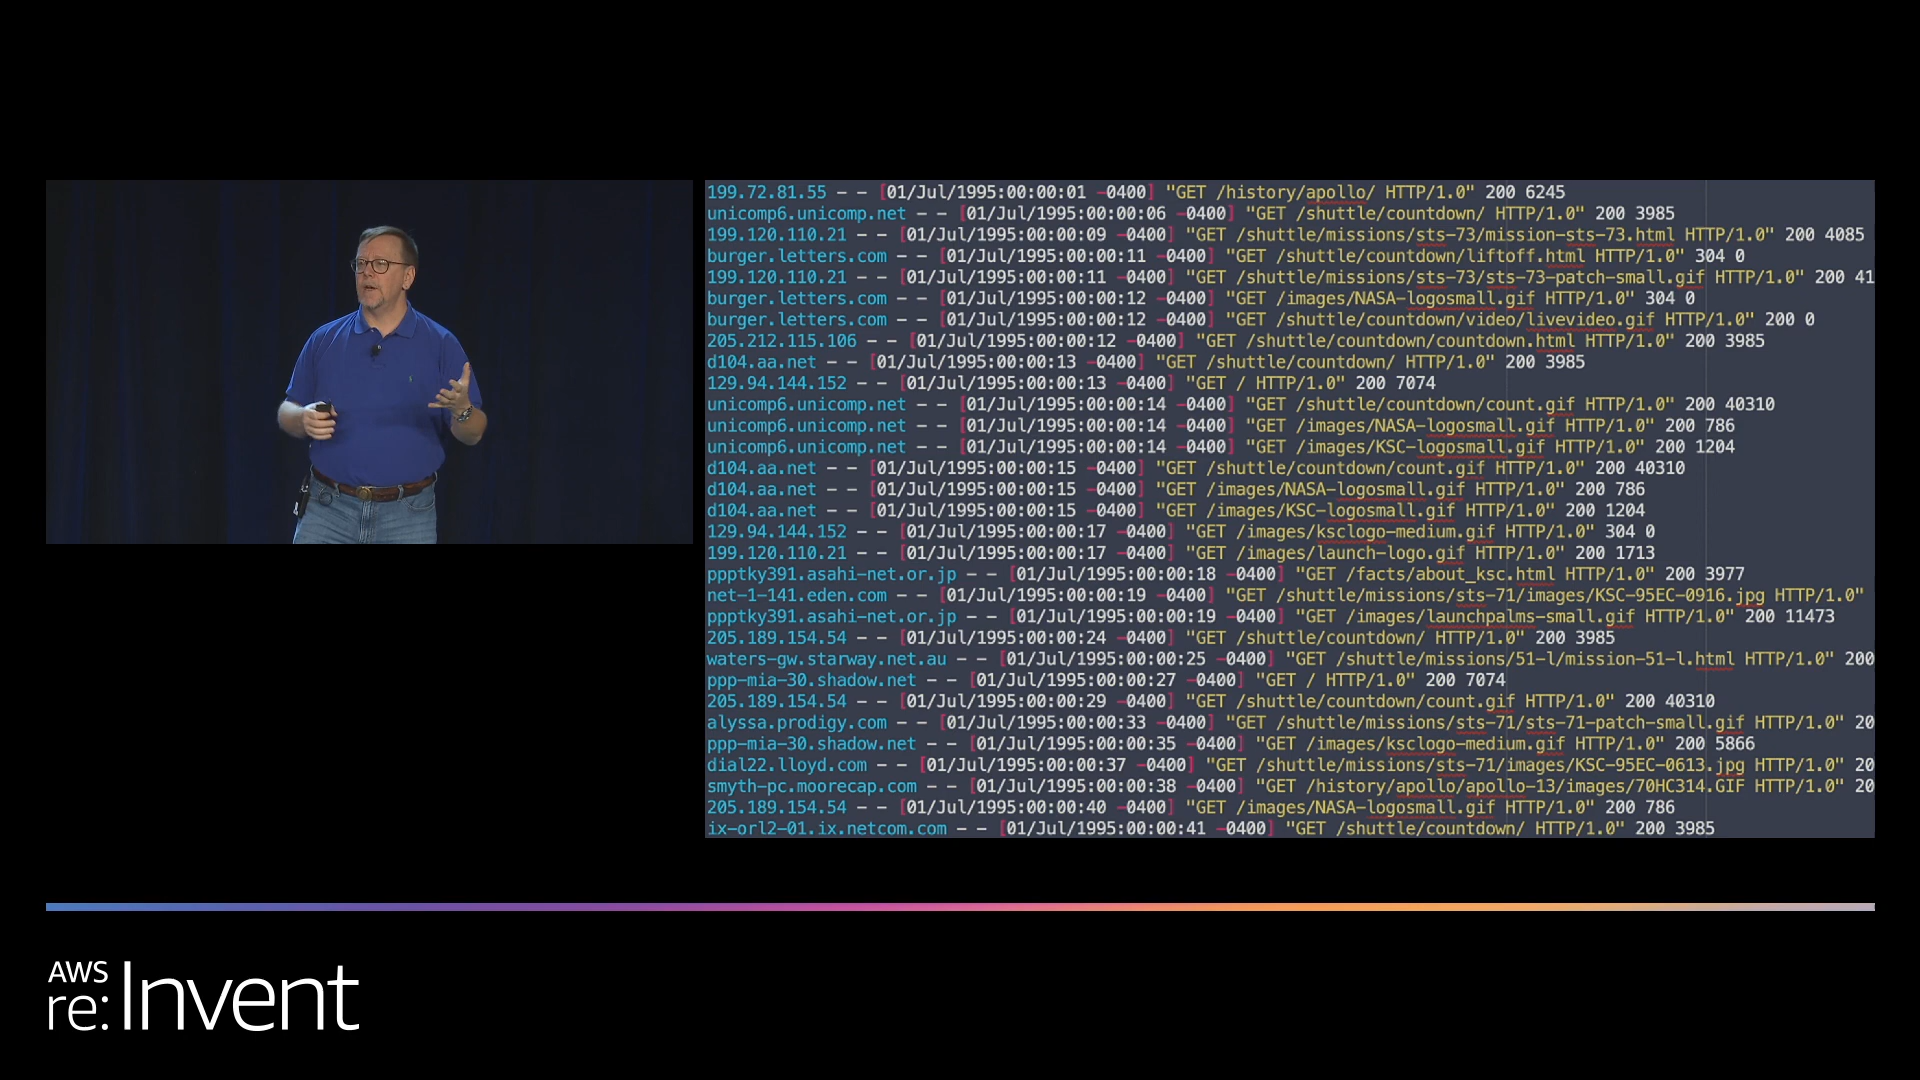 199.72.81.55 - - [01/Jul/1995:00:00:01 -0400] "GET /history/apollo/ HTTP/1.0" 200 6245
unicomp6.unicomp.net - - [01/Jul/1995:00:00:06 -0400] "GET /shuttle/countdown/ HTTP/1.0" 200 3985
199.120.110.21 - - [01/Jul/1995:00:00:09 -0400] "GET /shuttle/missions/sts-73/mission-sts-73.html HTTP/1.0" 200 4085
burger.letters.com - - [01/Jul/1995:00:00:11 -0400] "GET /shuttle/countdown/liftoff.html HTTP/1.0" 304 0
199.120.110.21 - - [01/Jul/1995:00:00:11 -0400] "GET /shuttle/missions/sts-73/sts-73-patch-small.gif HTTP/1.0" 200 41
burger.letters.com - - [01/Jul/1995:00:00:12 -0400] "GET /images/NASA-logosmall.gif HTTP/1.0" 304 0
burger.letters.com - - [01/Jul/1995:00:00:12 -0400] "GET /shuttle/countdown/video/livevideo.gif HTTP/1.0" 200 0
205.212.115.106 - - [01/Jul/1995:00:00:12 -0400] "GET /shuttle/countdown/countdown.html HTTP/1.0" 200 3985
d104.aa.net - - [01/Jul/1995:00:00:13 -0400] "GET /shuttle/countdown/ HTTP/1.0" 200 3985
129.94.144.152 - - [01/Jul/1995:00:00:13 -0400] "GET / HTTP/1.0" 200 7074
unicomp6.unicomp.net - - [01/Jul/1995:00:00:14 -0400] "GET /shuttle/countdown/count.gif HTTP/1.0" 200 40310
unicomp6.unicomp.net - - [01/Jul/1995:00:00:14 -0400] "GET /images/NASA-logosmall.gif HTTP/1.0" 200 786
unicomp6.unicomp.net - - [01/Jul/1995:00:00:14 -0400] "GET /images/KSC-logosmall.gif HTTP/1.0" 200 1204
d104.aa.net - - [01/Jul/1995:00:00:15 -0400] "GET /shuttle/countdown/count.gif HTTP/1.0" 200 40310
d104.aa.net - - [01/Jul/1995:00:00:15 -0400] "GET /images/NASA-logosmall.gif HTTP/1.0" 200 786
d104.aa.net - - [01/Jul/1995:00:00:15 -0400] "GET /images/KSC-logosmall.gif HTTP/1.0" 200 1204
129.94.144.152 - - [01/Jul/1995:00:00:17 -0400] "GET /images/ksclogo-medium.gif HTTP/1.0" 304 0
199.120.110.21 - - [01/Jul/1995:00:00:17 -0400] "GET /images/launch-logo.gif HTTP/1.0" 200 1713
ppptky391.asahi-net.or.jp - - [01/Jul/1995:00:00:18 -0400] "GET /facts/about_ksc.html HTTP/1.0" 200 3977
net-1-141.eden.com - - [01/Jul/1995:00:00:19 -0400] "GET /shuttle/missions/sts-71/images/KSC-95EC-0916.jpg HTTP/1.0"
ppptky391.asahi-net.or.jp - - [01/Jul/1995:00:00:19 -0400] "GET /images/launchpalms-small.gif HTTP/1.0" 200 11473
205.189.154.54 - - [01/Jul/1995:00:00:24 -0400] "GET /shuttle/countdown/ HTTP/1.0" 200 3985
waters-gw.starway.net.au - - [01/Jul/1995:00:00:25 -0400] "GET /shuttle/missions/51-l/mission-51-l.html HTTP/1.0" 200
ppp-mia-30.shadow.net - - [01/Jul/1995:00:00:27 -0400] "GET / HTTP/1.0" 200 7074
205.189.154.54 - - [01/Jul/1995:00:00:29 -0400] "GET /shuttle/countdown/count.gif HTTP/1.0" 200 40310
alyssa.prodigy.com - - [01/Jul/1995:00:00:33 -0400] "GET /shuttle/missions/sts-71/sts-71-patch-small.gif HTTP/1.0" 20
ppp-mia-30.shadow.net - - [01/Jul/1995:00:00:35 -0400] "GET /images/ksclogo-medium.gif HTTP/1.0" 200 5866
dial22.lloyd.com - - [01/Jul/1995:00:00:37 -0400] "GET /shuttle/missions/sts-71/images/KSC-95EC-0613.jpg HTTP/1.0" 20
smyth-pc.moorecap.com - - [01/Jul/1995:00:00:38 -0400] "GET /history/apollo/apollo-13/images/70HC314.GIF HTTP/1.0" 20
205.189.154.54 - - [01/Jul/1995:00:00:40 -0400] "GET /images/NASA-logosmall.gif HTTP/1.0" 200 786
ix-orl2-01.ix.netcom.com - - [01/Jul/1995:00:00:41 -0400] "GET /shuttle/countdown/ HTTP/1.0" 200 3985
AWS
re:Invent